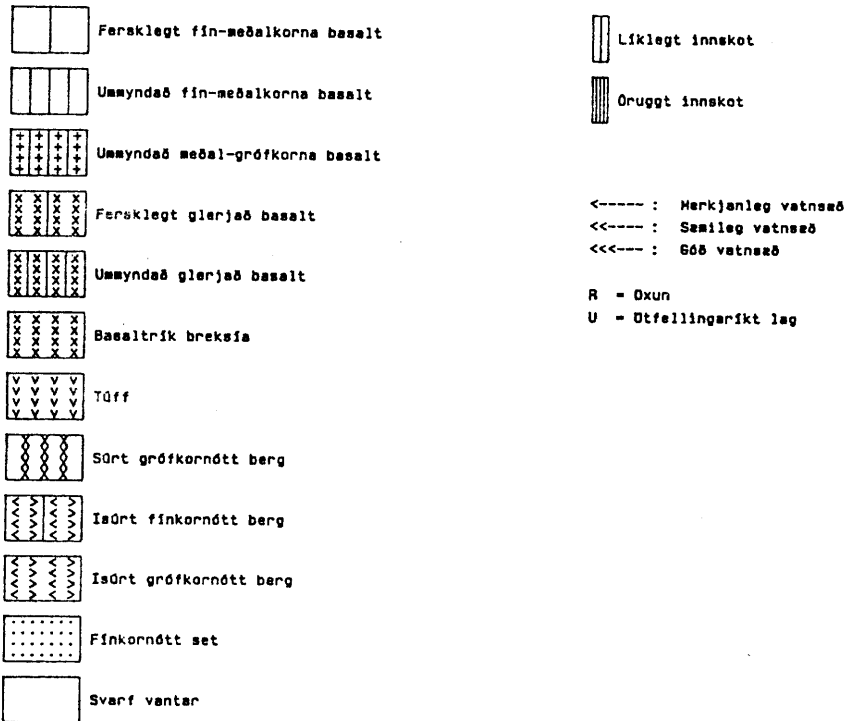 Fersklegt fín-meðalkorna basalt
Ummyndað fín-meðalkorna basalt
Ummyndað meðal-grófkorna basalt
Fersklegt glerjað basalt
Ummyndað glerjað basalt
Basaltrík breksía
Túff
Súrt grófkornótt berg
Ísúrt fínkornótt berg
Ísúrt grófkornótt berg
Fínkornótt set
Svarf vantar
Líklegt innskot
Öruggt innskot
<----- : Merkjanleg vatnsæð
<<---- : Sæmileg vatnsæð
<<<--- : Góð vatnsæð
R = Oxun
U = Útfellingaríkt lag